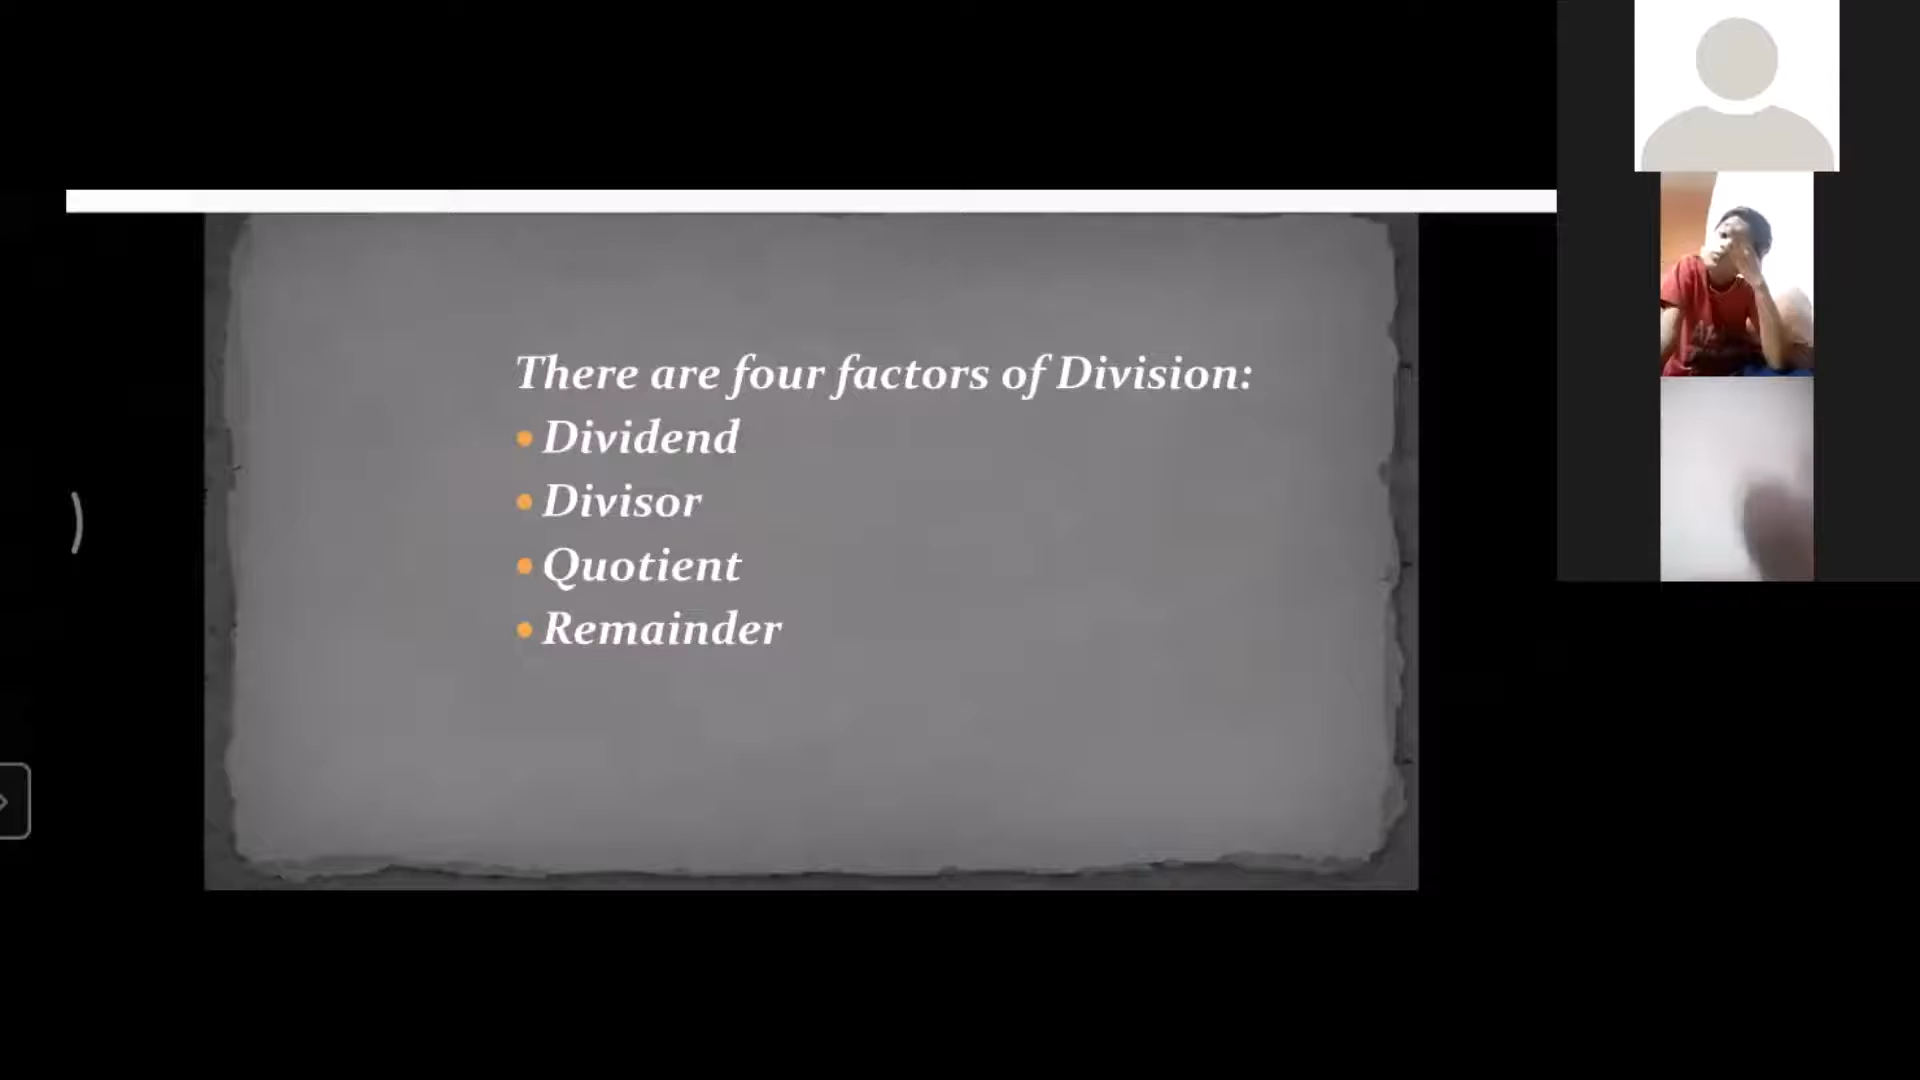 There are four factors of Division:
• Dividend
• Divisor
• Quotient
• Remainder